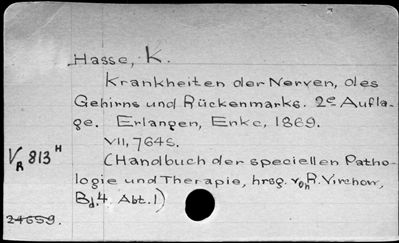 Hasse, K.
Krankheiten der Nerven, des
Gehirns und Rückenmarks. 2e Aufla-
ge. Erlangen, Enke, 1869.
VII, 764 S.
V R 813 H
(Handbuch der speciellen Patho-
logie und Therapie, hrsg. von R. Virchow,
Bd. 4, Abt. 1)
24659.